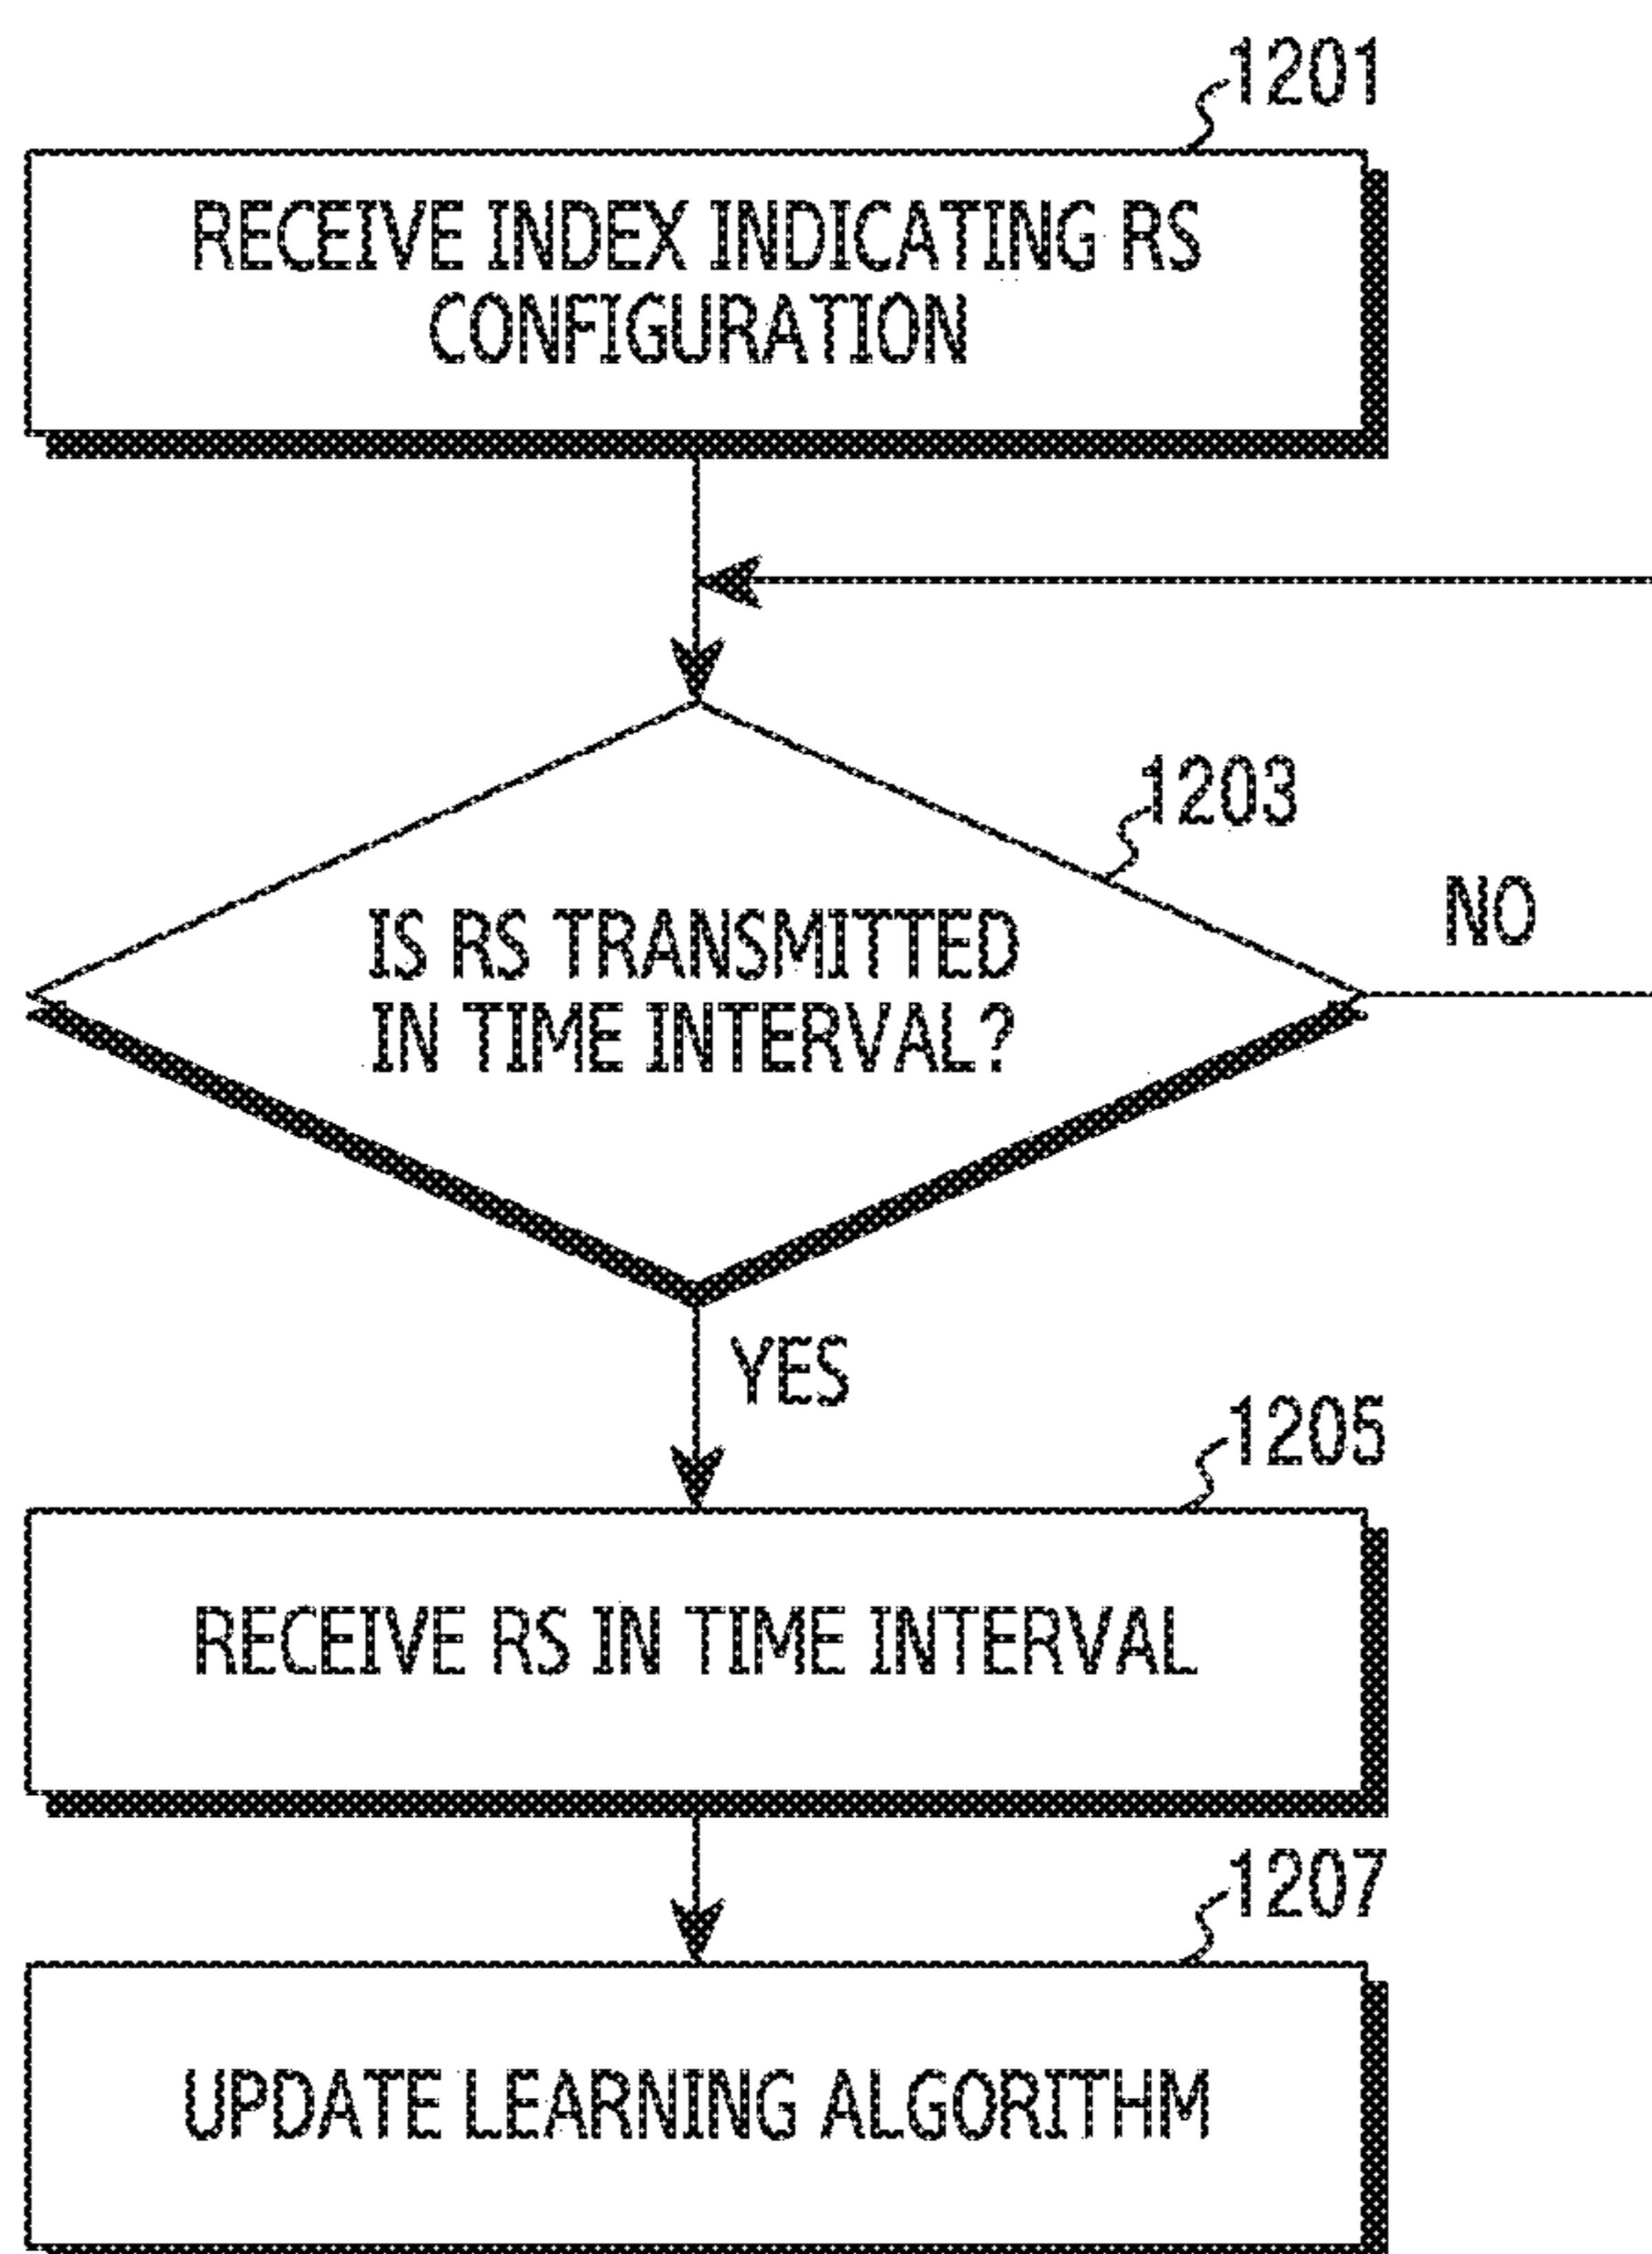 1201
RECEIVE INDEX INDICATING RS
CONFIGURATION
1203
IS RS TRANSMITTED
IN TIME INTERVAL?
NO
YES
1205
RECEIVE RS IN TIME INTERVAL
1207
UPDATE LEARNING ALGORITHM